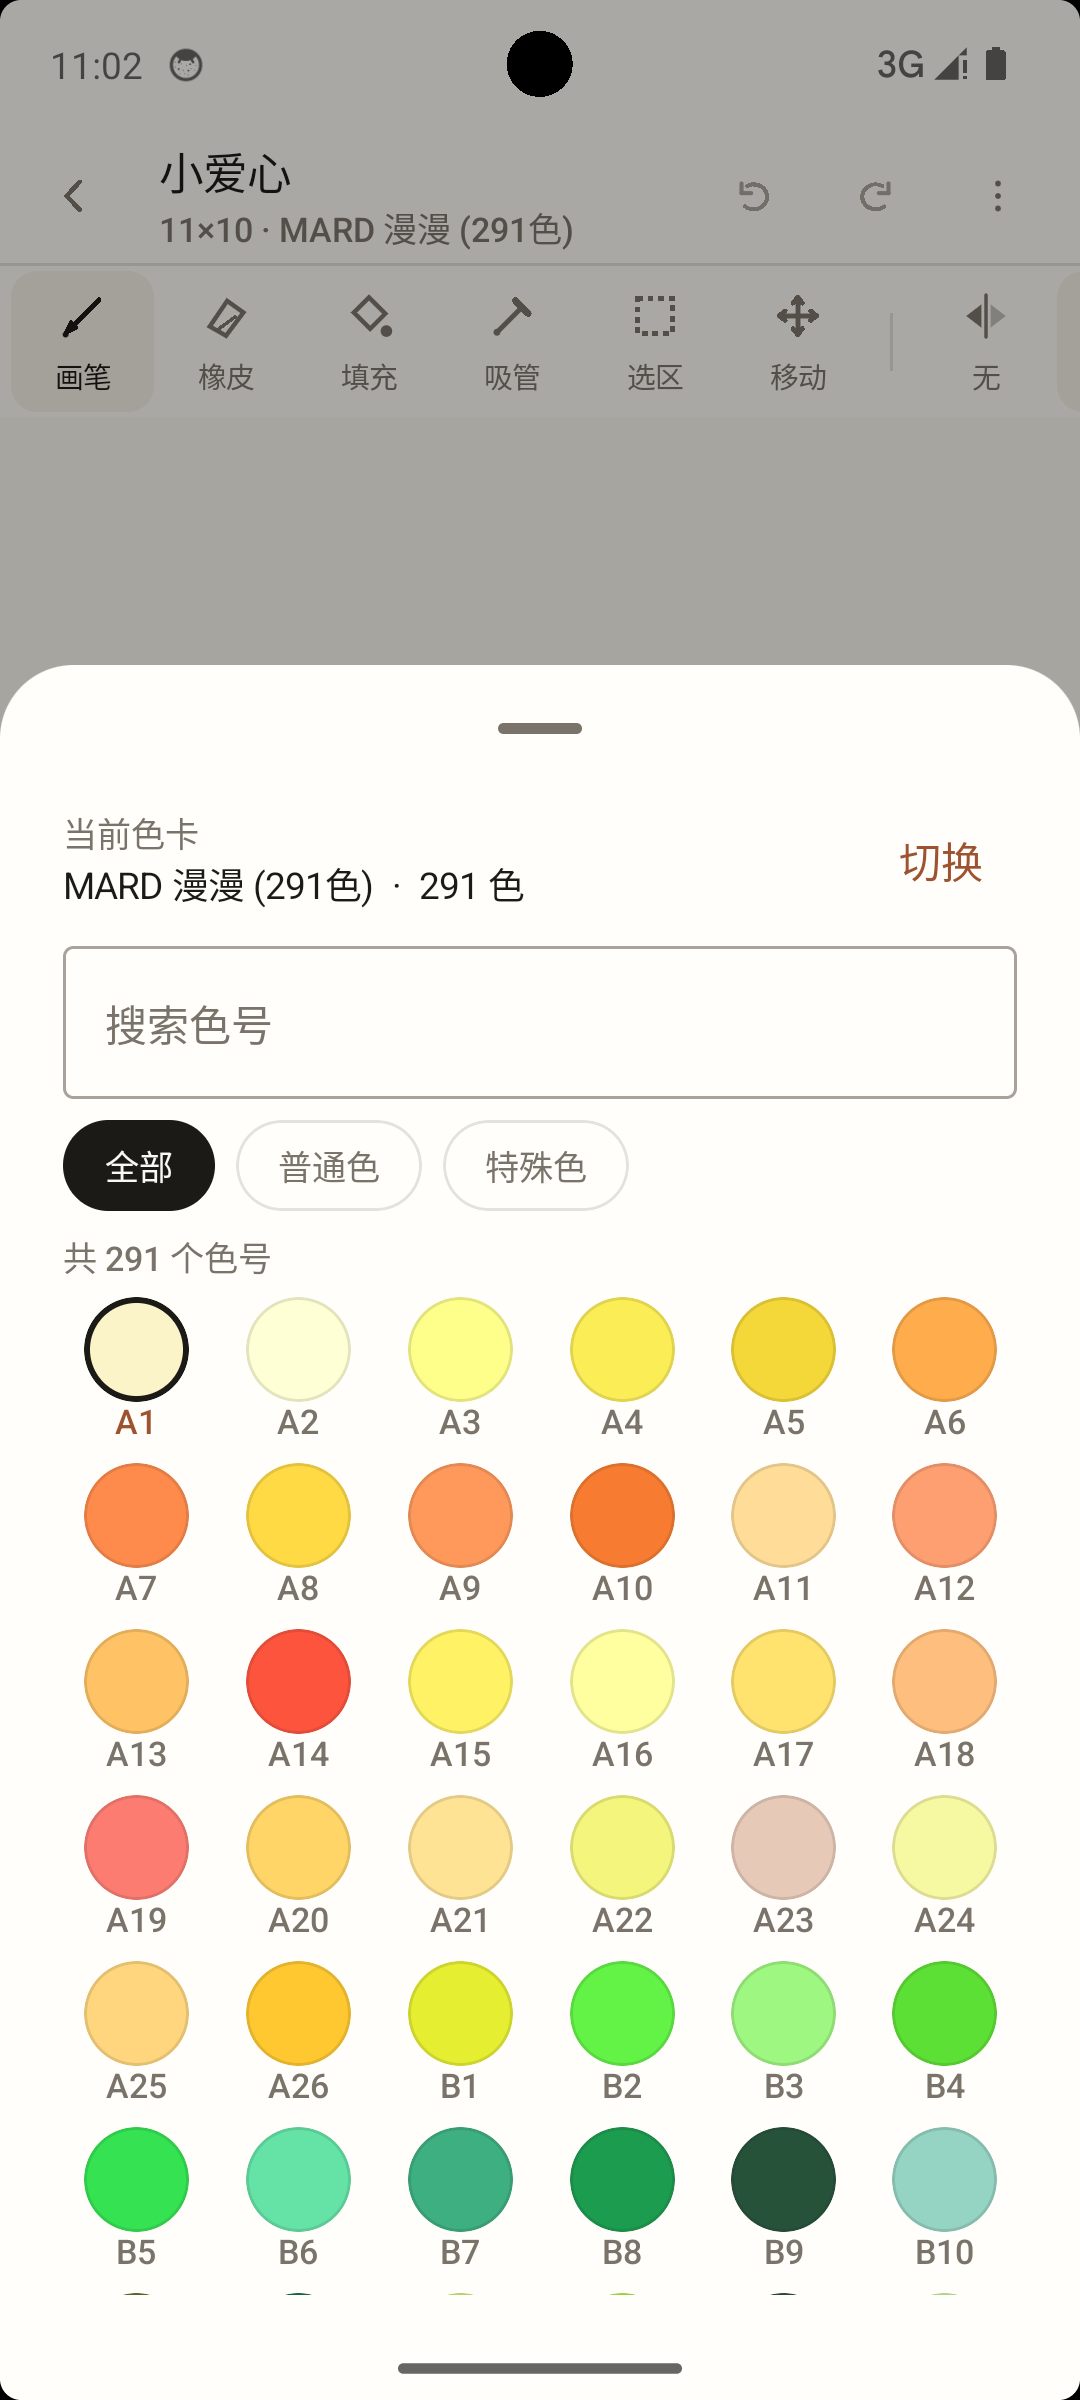 11:02
3G
小爱心
11×10 · MARD 漫漫 (291色)
画笔 橡皮 填充 吸管 选区 移动 无
当前色卡
MARD 漫漫 (291色) · 291 色
切换
搜索色号
全部 普通色 特殊色
共 291 个色号
A1 A2 A3 A4 A5 A6
A7 A8 A9 A10 A11 A12
A13 A14 A15 A16 A17 A18
A19 A20 A21 A22 A23 A24
A25 A26 B1 B2 B3 B4
B5 B6 B7 B8 B9 B10